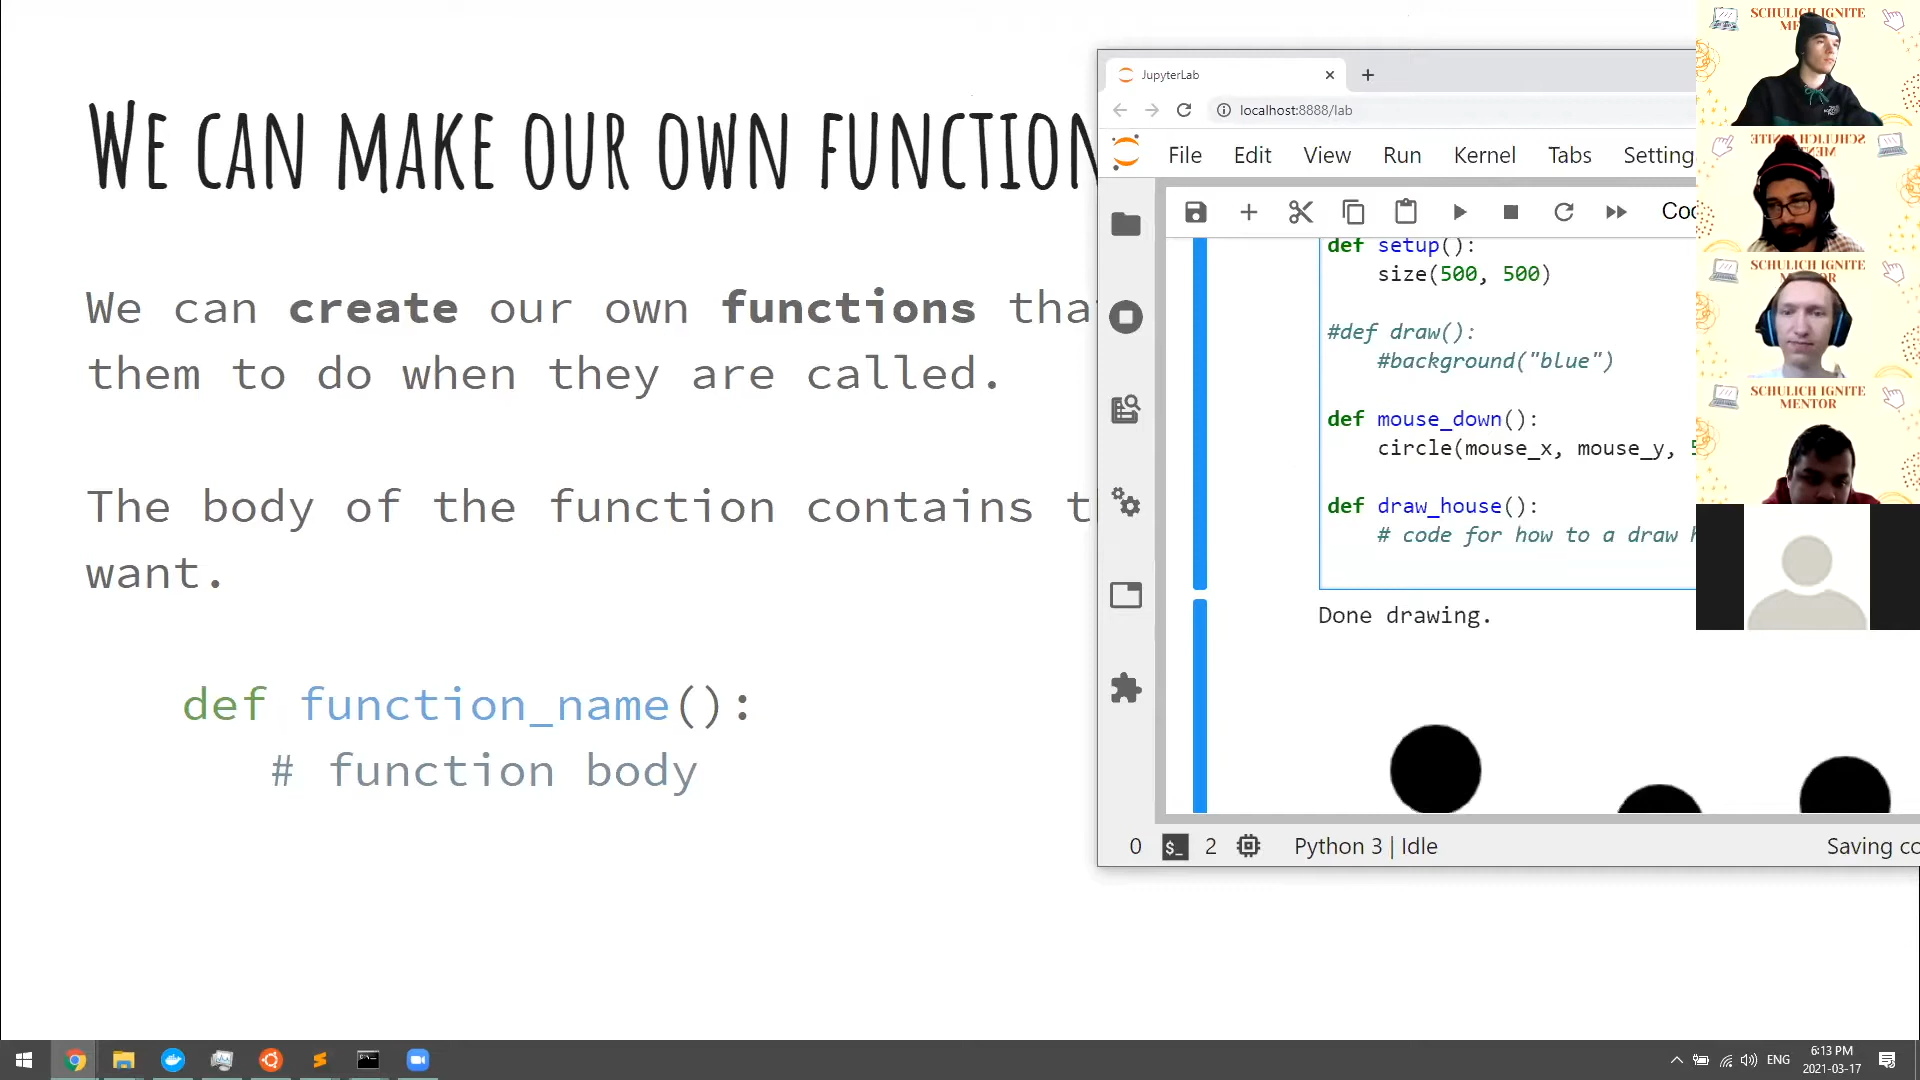 WE CAN MAKE OUR OWN FUNCTION
We can create our own functions
them to do when they are called.
The body of the function contains
want.
def function_name():
# function body
JupyterLab
localhost:8888/lab
File Edit View Run Kernel Tabs Setting
def setup():
size(500, 500)
#def draw():
#background("blue")
def mouse_down():
circle(mouse_x, mouse_y,
def draw_house():
# code for how to a draw
Done drawing.
0 $_ 2 Python 3 | Idle Saving
SCHULICH IGNITE
SCHULICH IGNITE
SCHULICH IGNITE
SCHULICH IGNITE
MENTOR
ENG
6:13 PM
2021-03-17